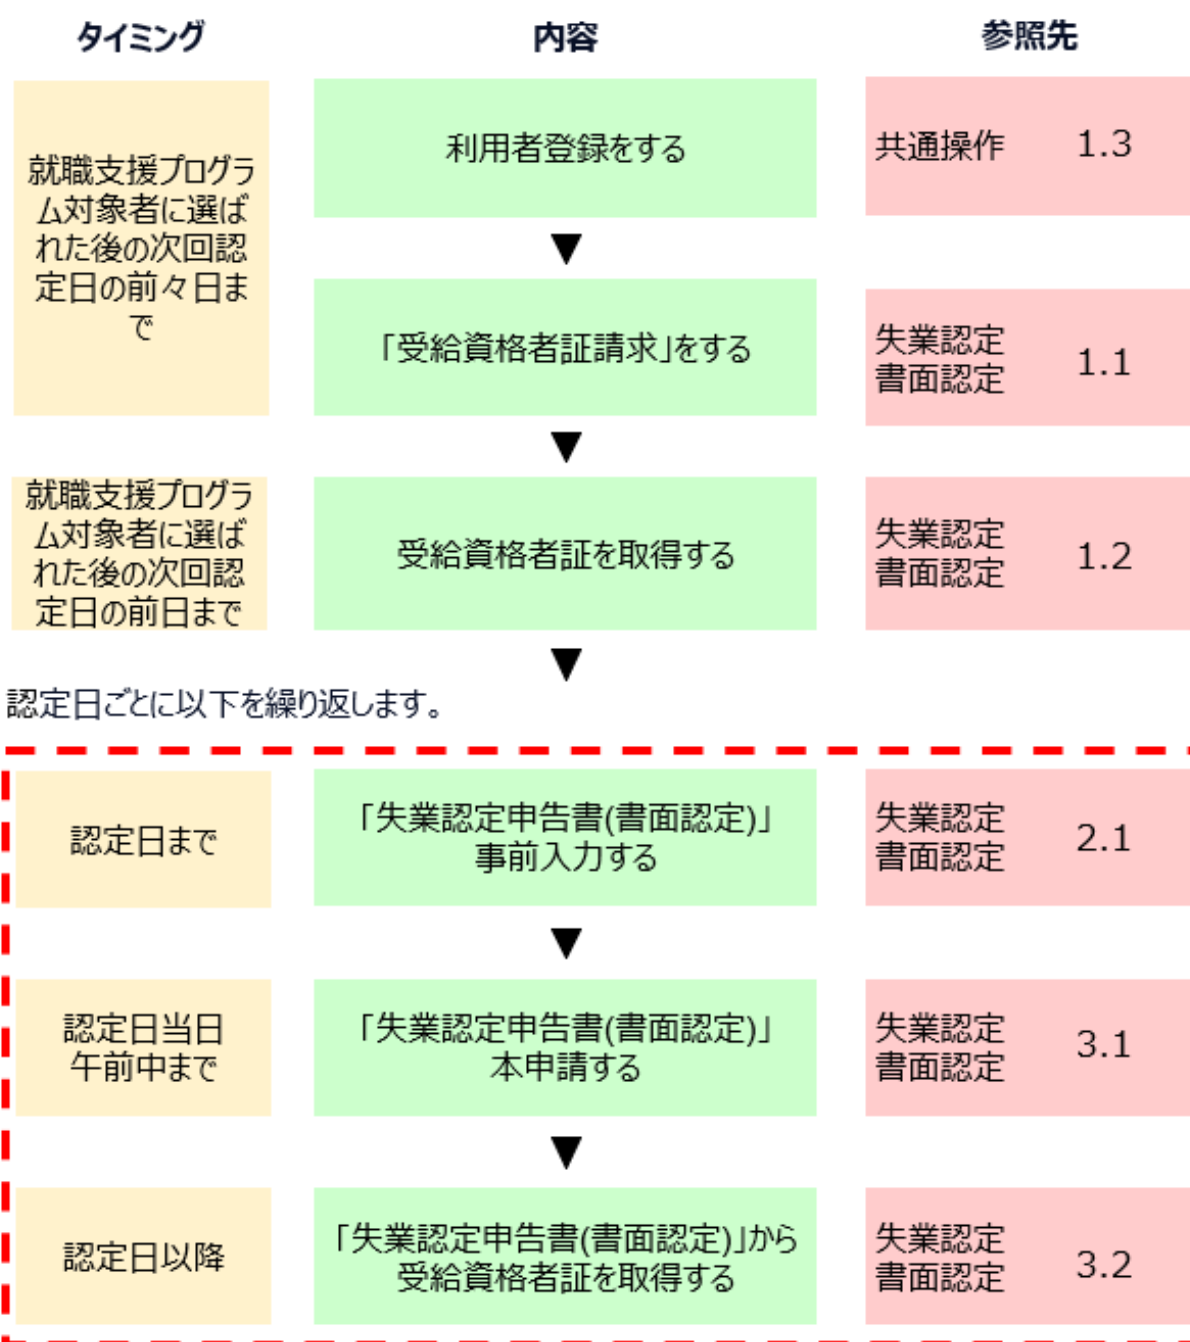 タイミング 内容 参照先
就職支援プログラ
ム対象者に選ば
れた後の次回認
定日の前々日ま
で
利用者登録をする
共通操作 1.3
▼
「受給資格者証請求」をする
失業認定
書面認定 1.1
▼
就職支援プログラ
ム対象者に選ば
れた後の次回認
定日の前日まで
受給資格者証を取得する
失業認定
書面認定 1.2
▼
認定日ごとに以下を繰り返します。
認定日まで
「失業認定申告書(書面認定)」
事前入力する
失業認定
書面認定 2.1
▼
認定日当日
午前中まで
「失業認定申告書(書面認定)」
本申請する
失業認定
書面認定 3.1
▼
認定日以降
「失業認定申告書(書面認定)」から
受給資格者証を取得する
失業認定
書面認定 3.2